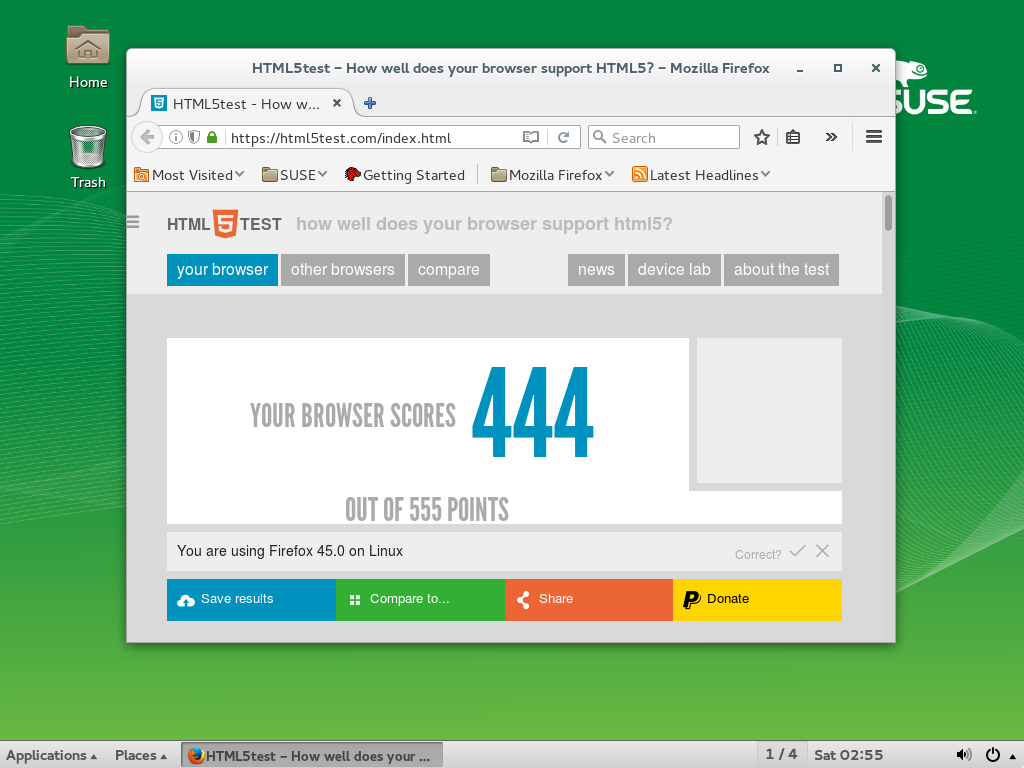 Home
Trash
SUSE
HTML5test – How well does your browser support HTML5? – Mozilla Firefox
HTML5test - How w...
https://html5test.com/index.html
Search
Most Visited
SUSE
Getting Started
Mozilla Firefox
Latest Headlines
HTML5TEST how well does your browser support html5?
your browser other browsers compare news device lab about the test
YOUR BROWSER SCORES 444
OUT OF 555 POINTS
You are using Firefox 45.0 on Linux Correct?
Save results Compare to... Share Donate
Applications Places HTML5test – How well does your ... 1 / 4 Sat 02:55